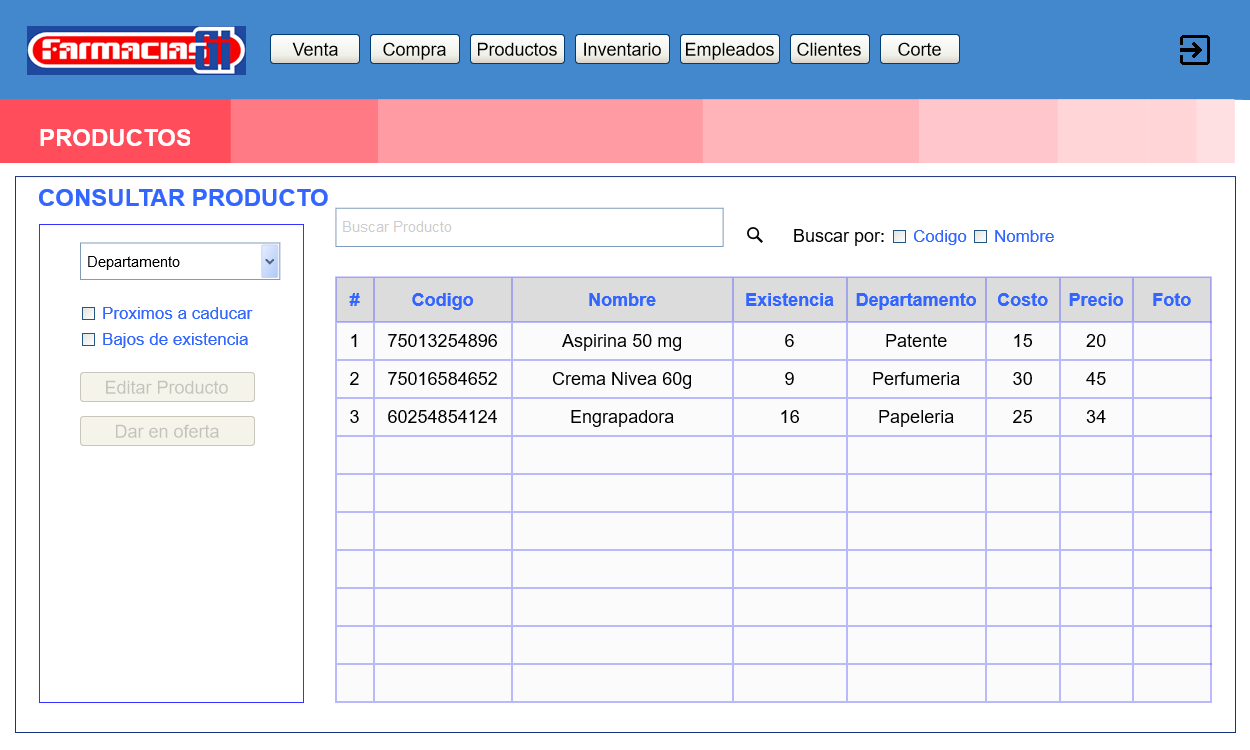 Farmacias GI
Venta Compra Productos Inventario Empleados Clientes Corte
PRODUCTOS
CONSULTAR PRODUCTO
Buscar Producto
Buscar por: Codigo Nombre
Departamento
Proximos a caducar
Bajos de existencia
Editar Producto
Dar en oferta
# Codigo Nombre Existencia Departamento Costo Precio Foto
1 75013254896 Aspirina 50 mg 6 Patente 15 20
2 75016584652 Crema Nivea 60g 9 Perfumeria 30 45
3 60254854124 Engrapadora 16 Papeleria 25 34